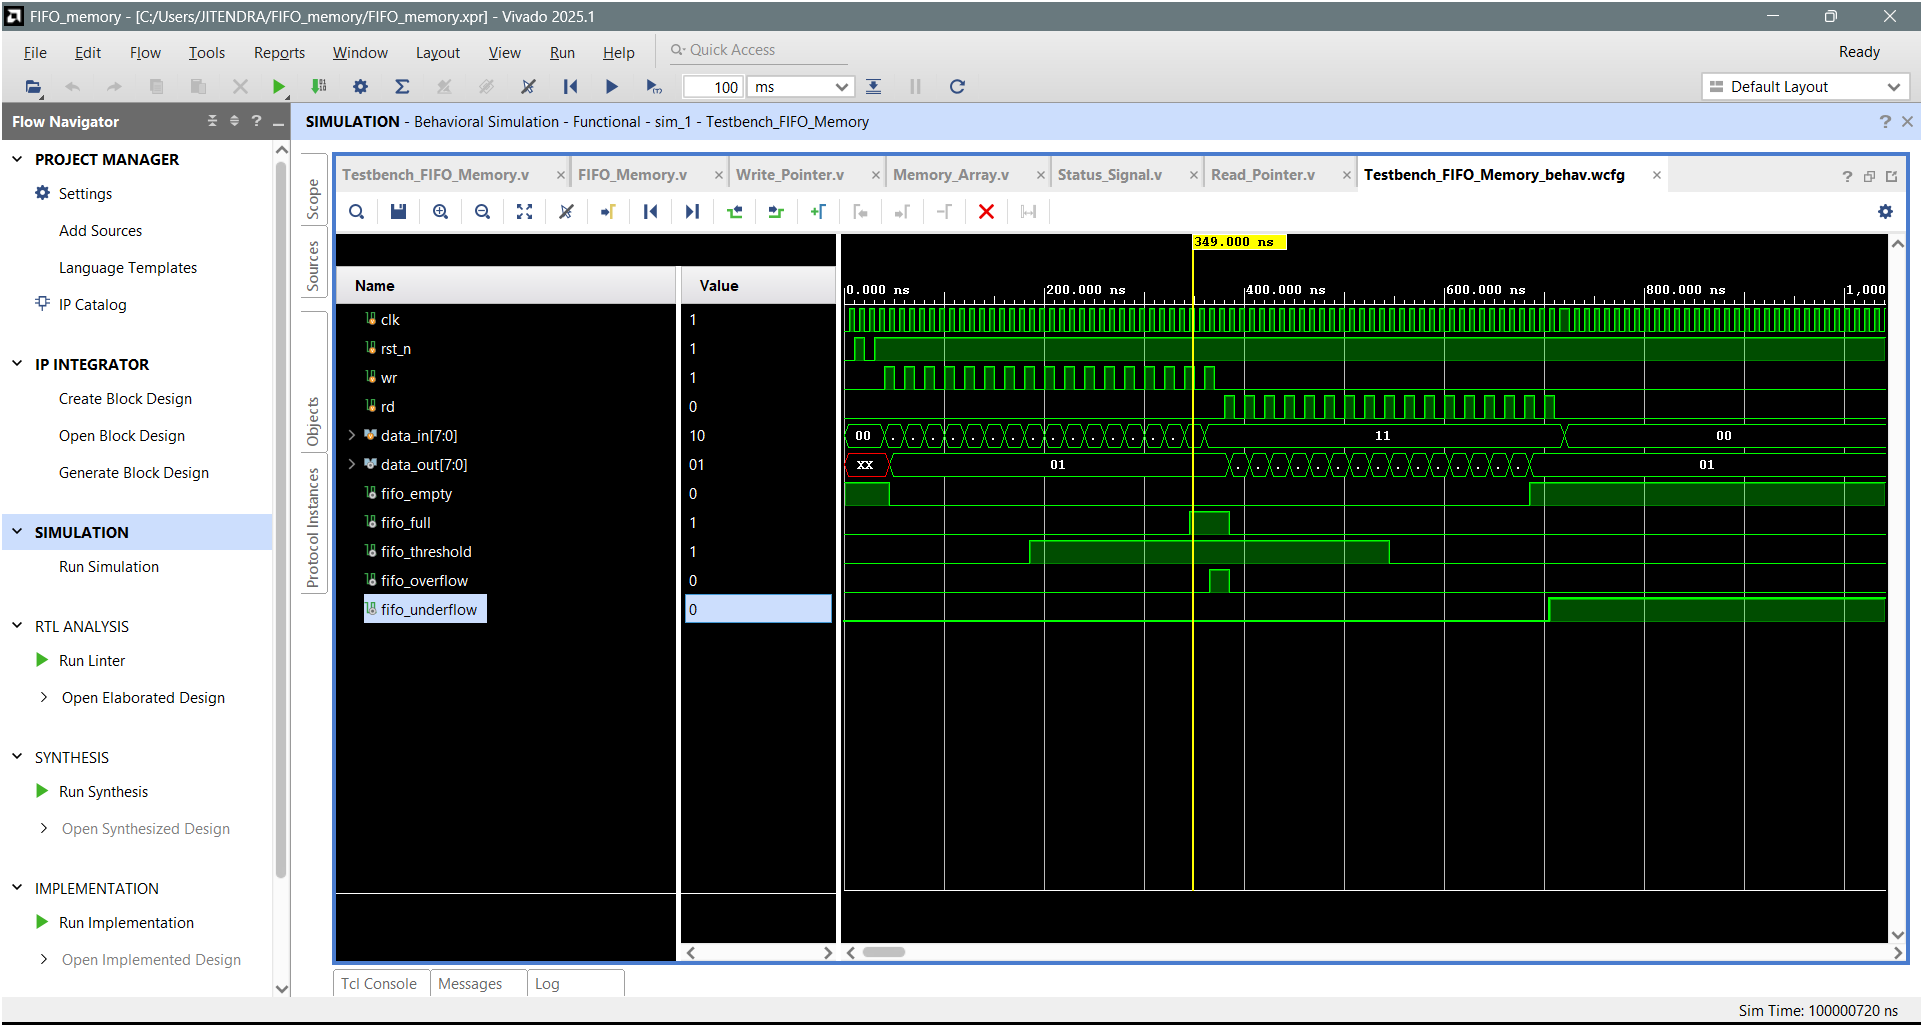 FIFO_memory - [C:/Users/JITENDRA/FIFO_memory/FIFO_memory.xpr] - Vivado 2025.1
File Edit Flow Tools Reports Window Layout View Run Help Quick Access Ready
100 ms Default Layout
Flow Navigator
SIMULATION - Behavioral Simulation - Functional - sim_1 - Testbench_FIFO_Memory
PROJECT MANAGER
Settings
Add Sources
Language Templates
IP Catalog
IP INTEGRATOR
Create Block Design
Open Block Design
Generate Block Design
SIMULATION
Run Simulation
RTL ANALYSIS
Run Linter
Open Elaborated Design
SYNTHESIS
Run Synthesis
Open Synthesized Design
IMPLEMENTATION
Run Implementation
Open Implemented Design
Scope
Sources
Objects
Protocol Instances
Testbench_FIFO_Memory.v FIFO_Memory.v Write_Pointer.v Memory_Array.v Status_Signal.v Read_Pointer.v Testbench_FIFO_Memory_behav.wcfg
349.000 ns
Name Value
0.000 ns 200.000 ns 400.000 ns 600.000 ns 800.000 ns 1,000
clk 1
rst_n 1
wr 1
rd 0
data_in[7:0] 10 00 11 00
data_out[7:0] 01 XX 01 01
fifo_empty 0
fifo_full 1
fifo_threshold 1
fifo_overflow 0
fifo_underflow 0
Tcl Console Messages Log
Sim Time: 100000720 ns